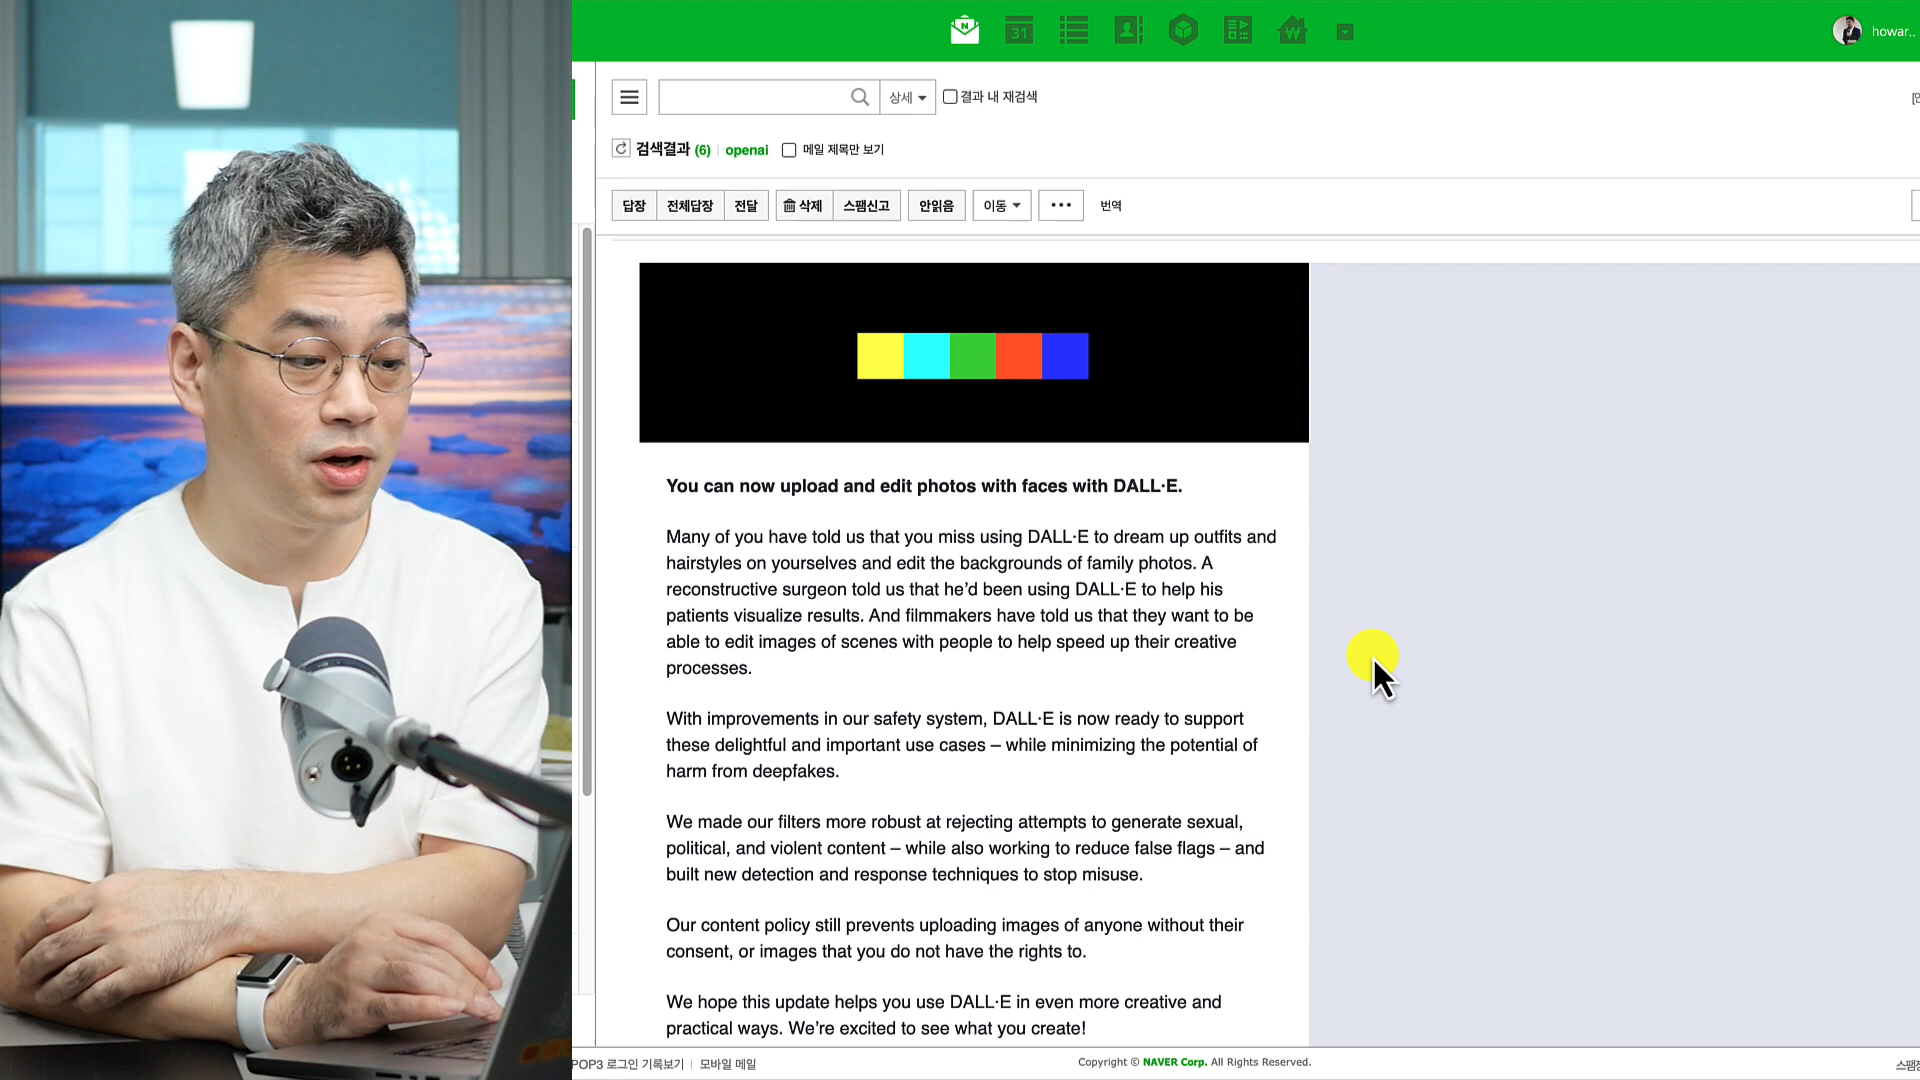 N
31
W
howar..
상세
결과 내 재검색
검색결과 (6) openai 메일 제목만 보기
답장 전체답장 전달 삭제 스팸신고 안읽음 이동 ••• 번역
You can now upload and edit photos with faces with DALL·E.
Many of you have told us that you miss using DALL·E to dream up outfits and
hairstyles on yourselves and edit the backgrounds of family photos. A
reconstructive surgeon told us that he’d been using DALL·E to help his
patients visualize results. And filmmakers have told us that they want to be
able to edit images of scenes with people to help speed up their creative
processes.
With improvements in our safety system, DALL·E is now ready to support
these delightful and important use cases – while minimizing the potential of
harm from deepfakes.
We made our filters more robust at rejecting attempts to generate sexual,
political, and violent content – while also working to reduce false flags – and
built new detection and response techniques to stop misuse.
Our content policy still prevents uploading images of anyone without their
consent, or images that you do not have the rights to.
We hope this update helps you use DALL·E in even more creative and
practical ways. We’re excited to see what you create!
POP3 로그인 기록보기 모바일 메일
Copyright © NAVER Corp. All Rights Reserved.